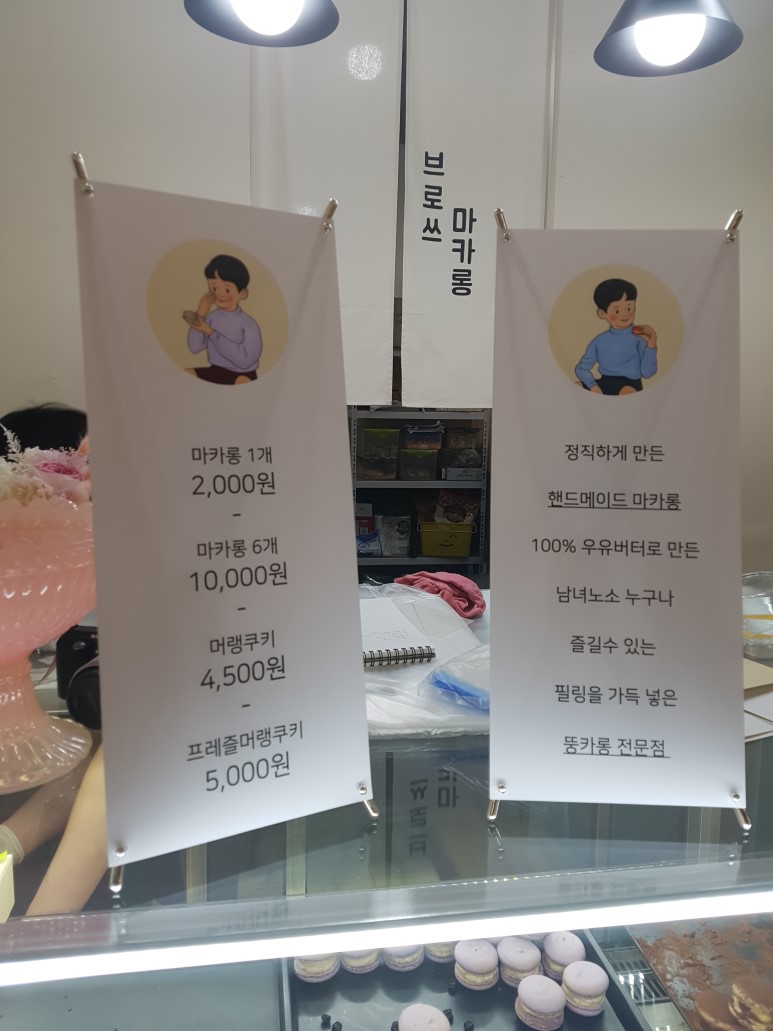 브로쓰
마카롱
마카롱 1개
2,000원
-
마카롱 6개
10,000원
-
머랭쿠키
4,500원
-
프레즐머랭쿠키
5,000원
정직하게 만든
핸드메이드 마카롱
100% 우유버터로 만든
남녀노소 누구나
즐길수 있는
필링을 가득 넣은
뚱카롱 전문점